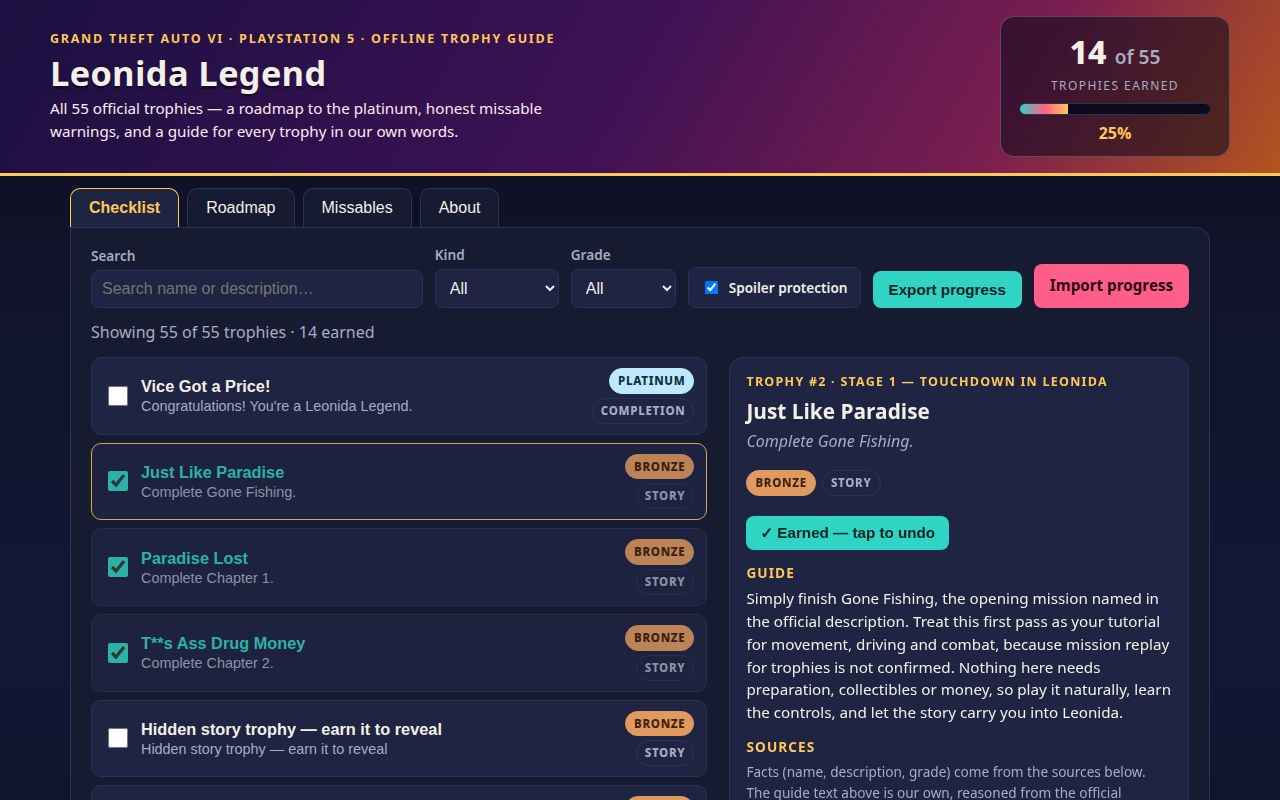 GRAND THEFT AUTO VI · PLAYSTATION 5 · OFFLINE TROPHY GUIDE
Leonida Legend
All 55 official trophies — a roadmap to the platinum, honest missable
warnings, and a guide for every trophy in our own words.
14 of 55
TROPHIES EARNED
25%
Checklist
Roadmap
Missables
About
Search
Kind
Grade
Search name or description…
All
All
Spoiler protection
Export progress
Import progress
Showing 55 of 55 trophies · 14 earned
Vice Got a Price!
Congratulations! You're a Leonida Legend.
PLATINUM
COMPLETION
Just Like Paradise
Complete Gone Fishing.
BRONZE
STORY
Paradise Lost
Complete Chapter 1.
BRONZE
STORY
T**s Ass Drug Money
Complete Chapter 2.
BRONZE
STORY
Hidden story trophy — earn it to reveal
Hidden story trophy — earn it to reveal
BRONZE
STORY
TROPHY #2 · STAGE 1 — TOUCHDOWN IN LEONIDA
Just Like Paradise
Complete Gone Fishing.
BRONZE
STORY
✓ Earned — tap to undo
GUIDE
Simply finish Gone Fishing, the opening mission named in
the official description. Treat this first pass as your tutorial
for movement, driving and combat, because mission replay
for trophies is not confirmed. Nothing here needs
preparation, collectibles or money, so play it naturally, learn
the controls, and let the story carry you into Leonida.
SOURCES
Facts (name, description, grade) come from the sources below.
The guide text above is our own, reasoned from the official